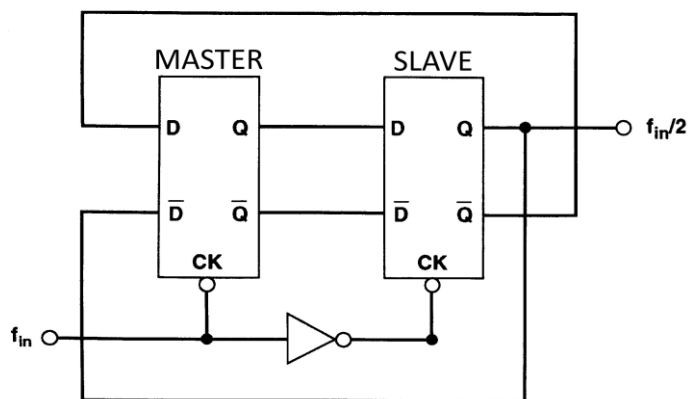 MASTER SLAVE
D Q D Q f_in/2
D̅ Q̅ D̅ Q̅
CK CK
f_in